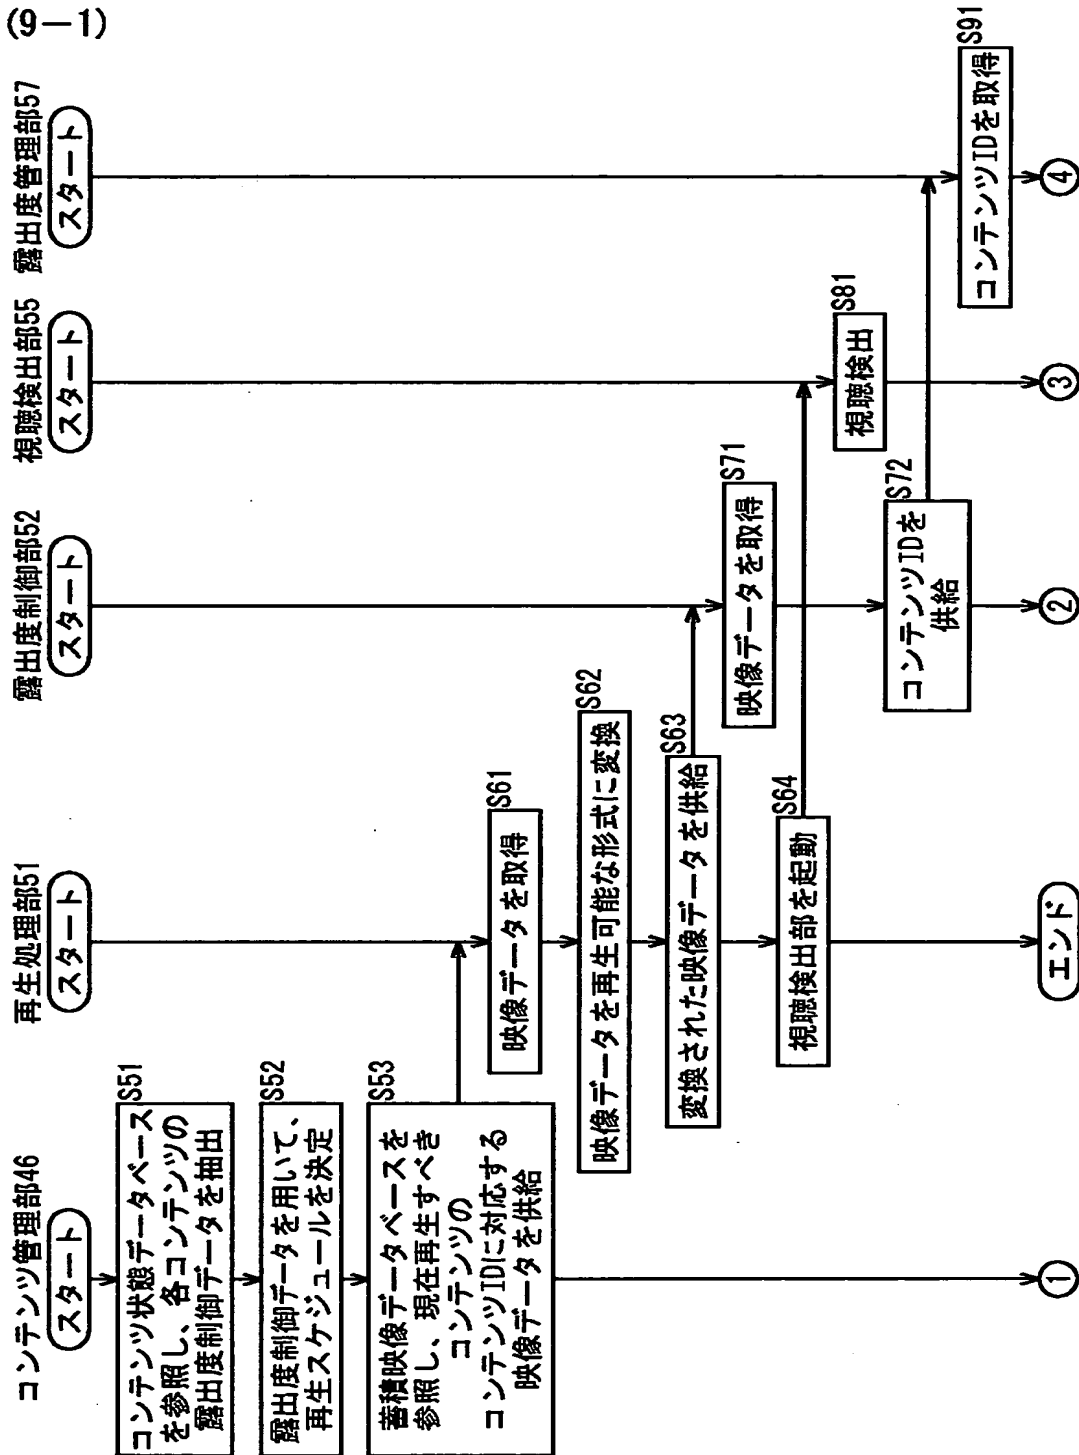 (9−1)
コンテンツ管理部46
スタート
コンテンツ状態データベース
を参照し、各コンテンツの
露出度制御データを抽出
S51
露出度制御データを用いて、
再生スケジュールを決定
S52
蓄積映像データベースを
参照し、現在再生すべき
コンテンツの
コンテンツIDに対応する
映像データを供給
S53
①
再生処理部51
スタート
映像データを取得
S61
映像データを再生可能な形式に変換
S62
変換された映像データを供給
S63
視聴検出部を起動
S64
エンド
露出度制御部52
スタート
映像データを取得
S71
コンテンツIDを
供給
S72
②
視聴検出部55
スタート
視聴検出
S81
③
露出度管理部57
スタート
コンテンツIDを取得
S91
④